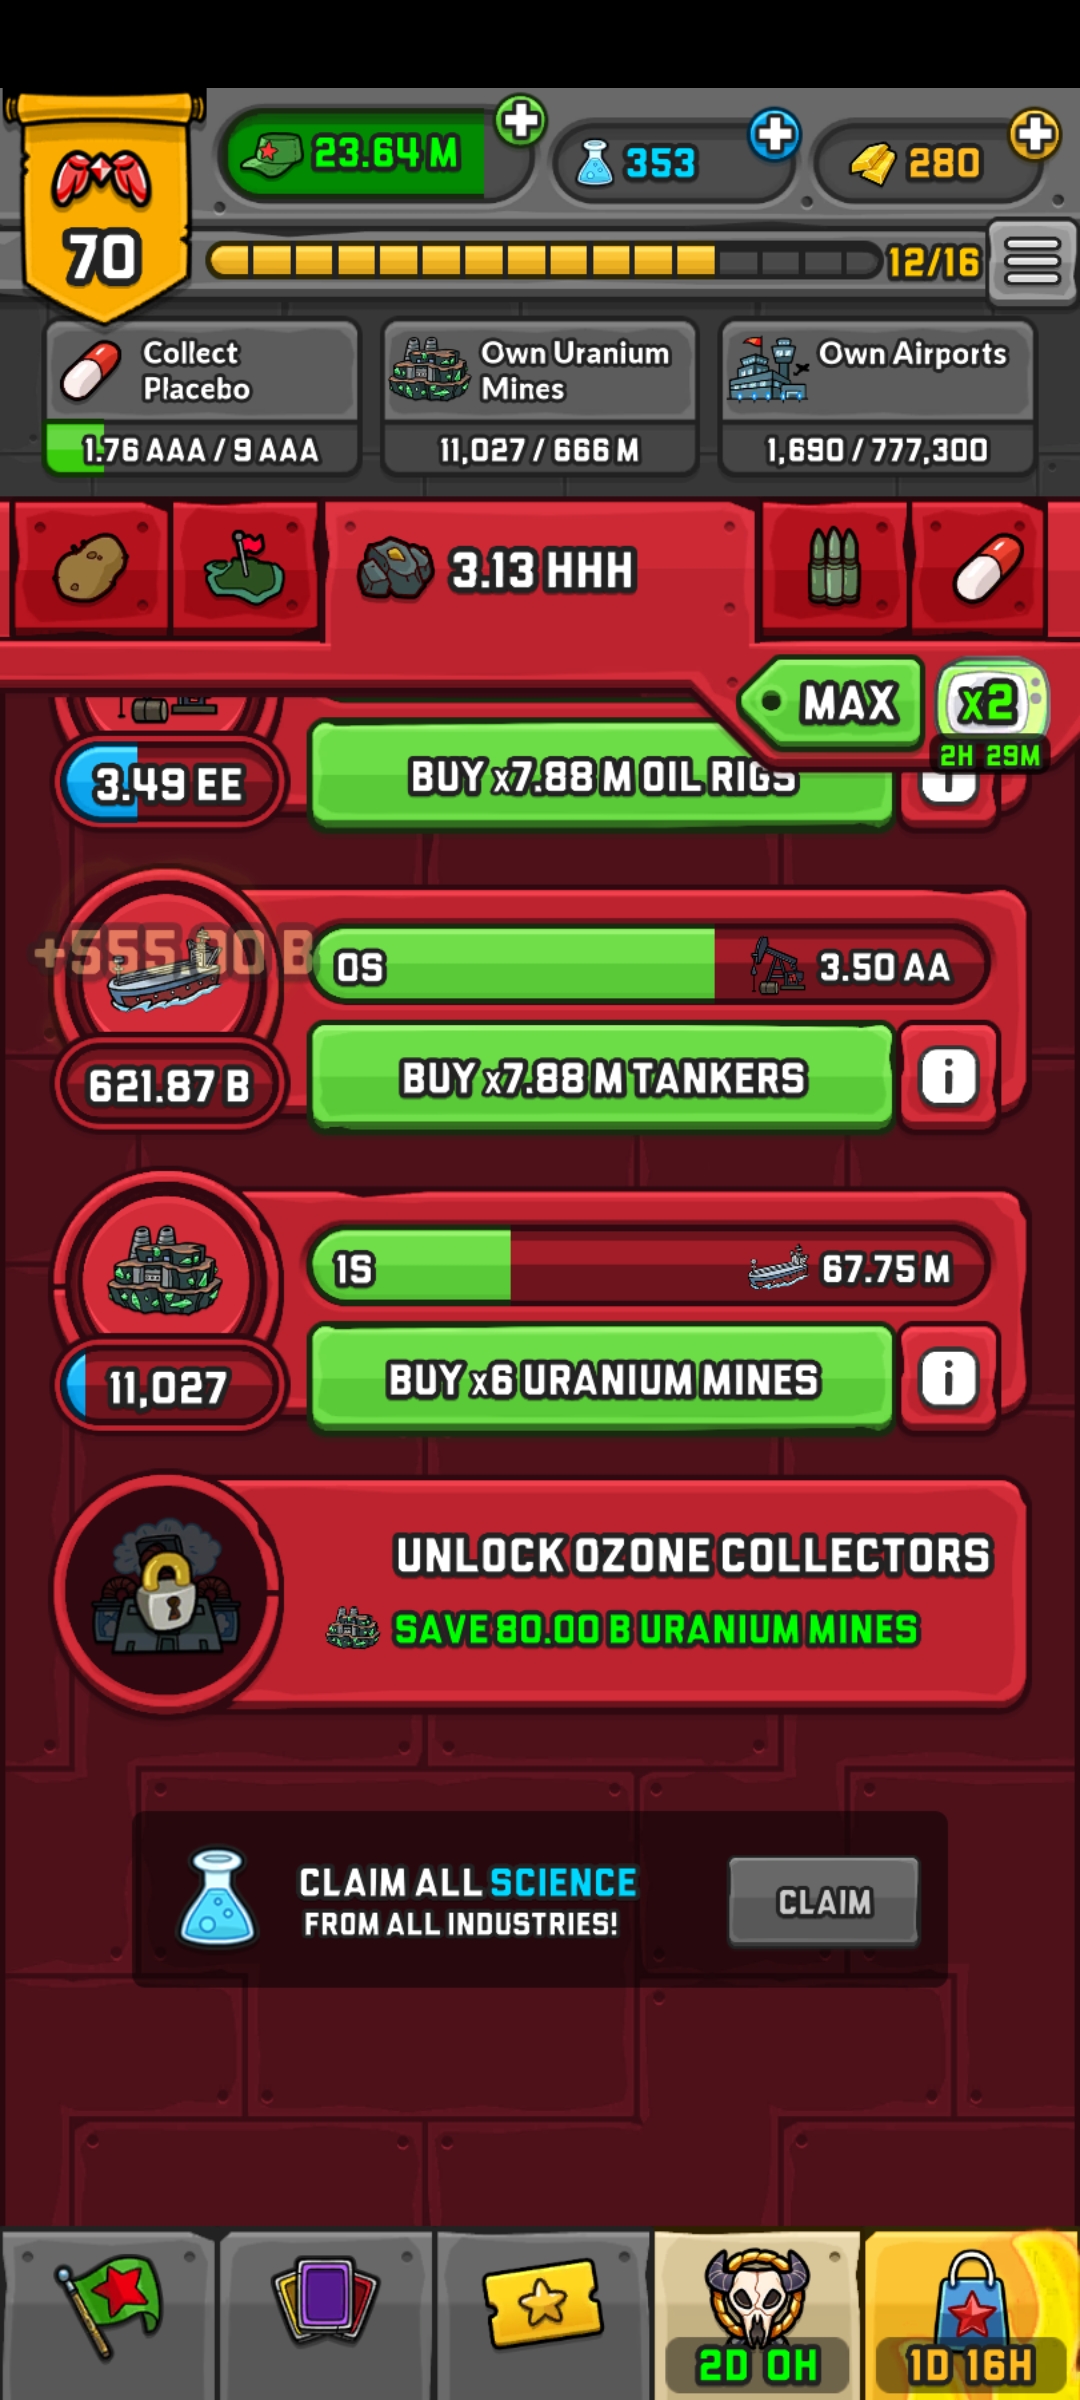 23.64 M
353
280
70
12/16
Collect
Placebo
1.76 AAA / 9 AAA
Own Uranium
Mines
11,027 / 666 M
Own Airports
1,690 / 777,300
3.13 HHH
MAX
x2
2H 29M
3.49 EE
BUY x7.88 M OIL RIGS
+555.00 B
0S
3.50 AA
621.87 B
BUY x7.88 M TANKERS
i
1S
67.75 M
11,027
BUY x6 URANIUM MINES
i
UNLOCK OZONE COLLECTORS
SAVE 80.00 B URANIUM MINES
CLAIM ALL SCIENCE
FROM ALL INDUSTRIES!
CLAIM
2D 0H
1D 16H